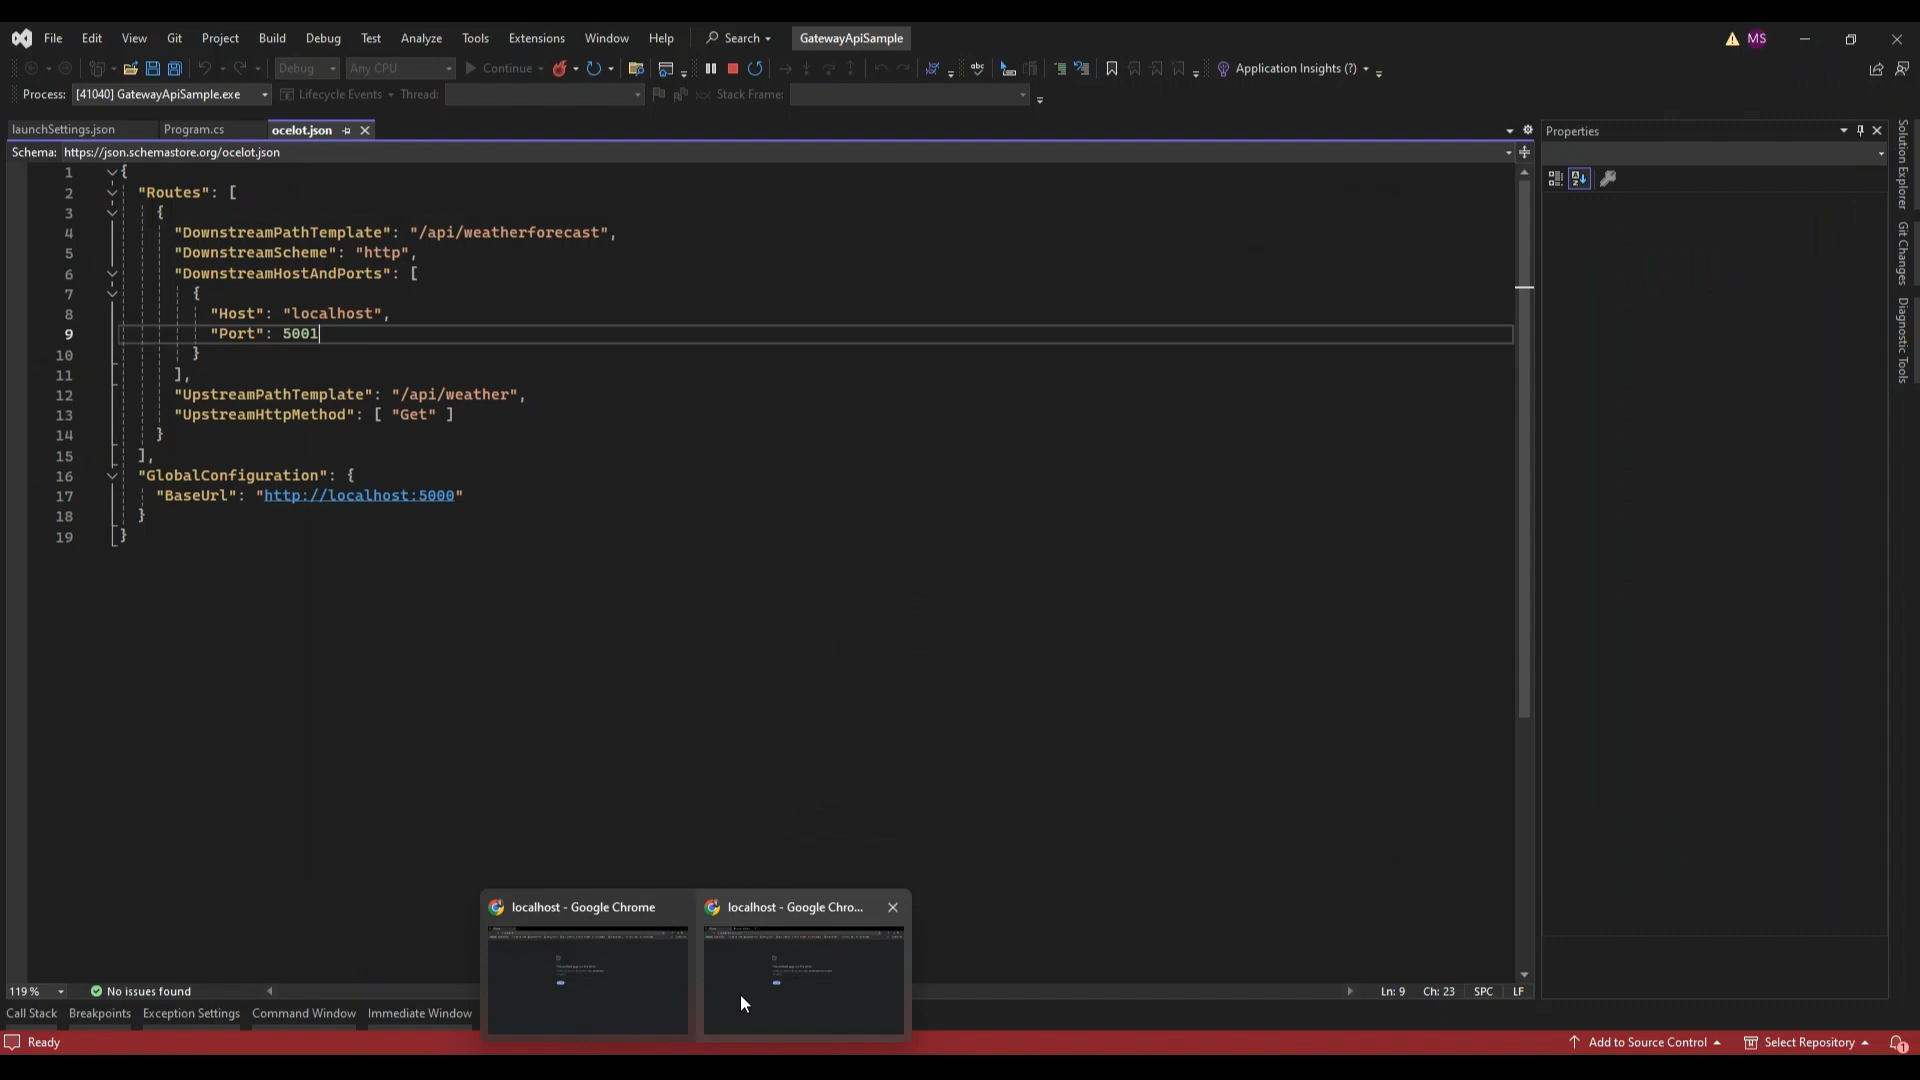 File Edit View Git Project Build Debug Test Analyze Tools Extensions Window Help Search GatewayApiSample MS
Debug Any CPU Continue Application Insights (?)
Process: [41040] GatewayApiSample.exe Lifecycle Events Thread: Stack Frame:
launchSettings.json Program.cs ocelot.json Properties
Schema: https://json.schemastore.org/ocelot.json
1 {
2 "Routes": [
3 {
4 "DownstreamPathTemplate": "/api/weatherforecast",
5 "DownstreamScheme": "http",
6 "DownstreamHostAndPorts": [
7 {
8 "Host": "localhost",
9 "Port": 5001
10 }
11 ],
12 "UpstreamPathTemplate": "/api/weather",
13 "UpstreamHttpMethod": [ "Get" ]
14 }
15 ],
16 "GlobalConfiguration": {
17 "BaseUrl": "http://localhost:5000"
18 }
19 }
Solution Explorer
Git Changes
Diagnostic Tools
localhost - Google Chrome localhost - Google Chro...
119 % No issues found Ln: 9 Ch: 23 SPC LF
Call Stack Breakpoints Exception Settings Command Window Immediate Window
Ready Add to Source Control Select Repository 1